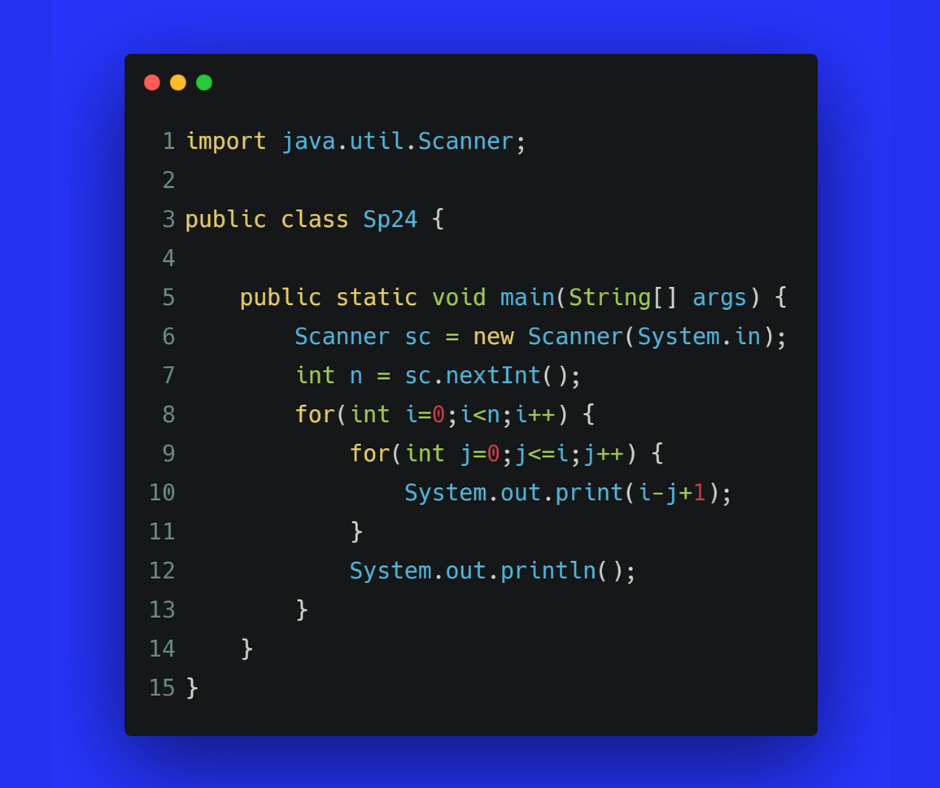 1 import java.util.Scanner;
2
3 public class Sp24 {
4
5     public static void main(String[] args) {
6         Scanner sc = new Scanner(System.in);
7         int n = sc.nextInt();
8         for(int i=0;i<n;i++) {
9             for(int j=0;j<=i;j++) {
10                 System.out.print(i-j+1);
11             }
12             System.out.println();
13         }
14     }
15 }